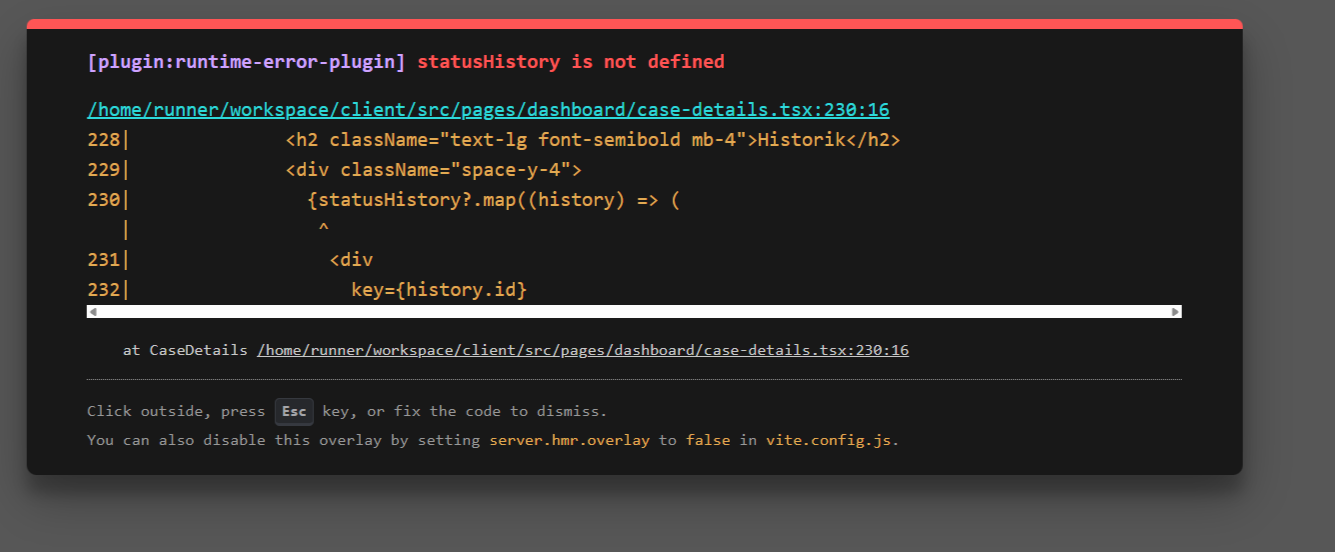 [plugin:runtime-error-plugin] statusHistory is not defined
/home/runner/workspace/client/src/pages/dashboard/case-details.tsx:230:16
228|              <h2 className="text-lg font-semibold mb-4">Historik</h2>
229|              <div className="space-y-4">
230|                {statusHistory?.map((history) => (
   |                 ^
231|                  <div
232|                    key={history.id}
at CaseDetails /home/runner/workspace/client/src/pages/dashboard/case-details.tsx:230:16
Click outside, press Esc key, or fix the code to dismiss.
You can also disable this overlay by setting server.hmr.overlay to false in vite.config.js.